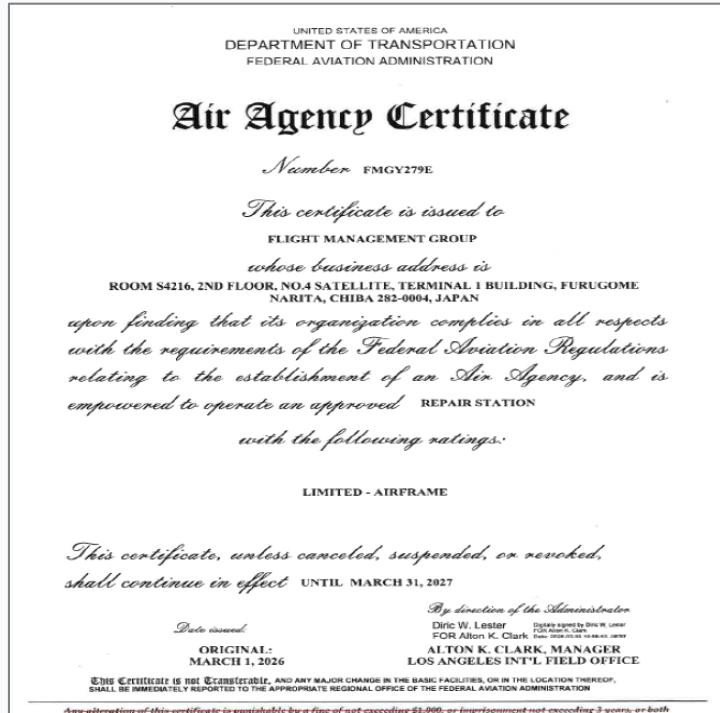 UNITED STATES OF AMERICA
DEPARTMENT OF TRANSPORTATION
FEDERAL AVIATION ADMINISTRATION
Air Agency Certificate
Number FMGY279E
This certificate is issued to
FLIGHT MANAGEMENT GROUP
whose business address is
ROOM S4216, 2ND FLOOR, NO.4 SATELLITE, TERMINAL 1 BUILDING, FURUGOME
NARITA, CHIBA 282-0004, JAPAN
upon finding that its organization complies in all respects
with the requirements of the Federal Aviation Regulations
relating to the establishment of an Air Agency, and is
empowered to operate an approved REPAIR STATION
with the following ratings:
LIMITED - AIRFRAME
This certificate, unless canceled, suspended, or revoked,
shall continue in effect UNTIL MARCH 31, 2027
By direction of the Administrator
Date issued:
Diric W. Lester
FOR Alton K. Clark
Digitally signed by Diric W. Lester
FOR Alton K. Clark
ORIGINAL:
MARCH 1, 2026
ALTON K. CLARK, MANAGER
LOS ANGELES INT'L FIELD OFFICE
This Certificate is not Transferable, AND ANY MAJOR CHANGE IN THE BASIC FACILITIES, OR IN THE LOCATION THEREOF,
SHALL BE IMMEDIATELY REPORTED TO THE APPROPRIATE REGIONAL OFFICE OF THE FEDERAL AVIATION ADMINISTRATION
Any alteration of this certificate is punishable by a fine of not exceeding $1,000, or imprisonment not exceeding 3 years, or both